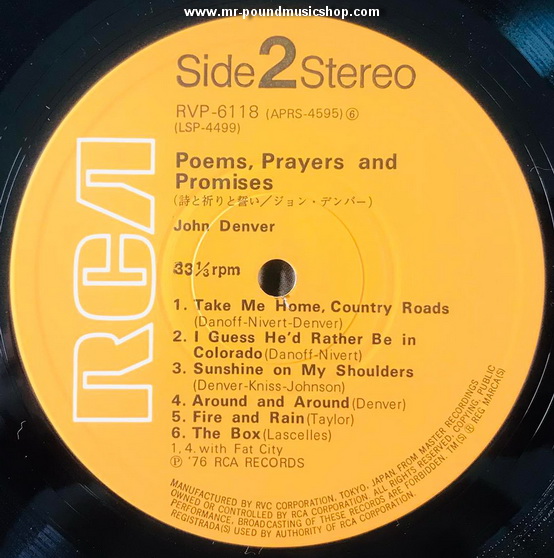 www.mr-poundmusicshop.com
Side 2 Stereo
RVP-6118 (APRS-4595) ⑥
(LSP-4499)
Poems, Prayers and
Promises
(詩と祈りと誓い/ジョン・デンバー)
John Denver
33⅓ rpm
RCA
1. Take Me Home, Country Roads
(Danoff-Nivert-Denver)
2. I Guess He'd Rather Be in
Colorado (Danoff-Nivert)
3. Sunshine on My Shoulders
(Denver-Kniss-Johnson)
4. Around and Around (Denver)
5. Fire and Rain (Taylor)
6. The Box (Lascelles)
1, 4. with Fat City
Ⓟ '76 RCA RECORDS
MANUFACTURED BY RVC CORPORATION, TOKYO, JAPAN, FROM MASTER RECORDINGS
OWNED OR CONTROLLED BY RCA CORPORATION. ALL RIGHTS RESERVED, COPYING, PUBLIC
PERFORMANCE, BROADCASTING OF THESE RECORDS ARE FORBIDDEN. TM(S) ® REG MARCA(S)
REGISTRADA(S) USED BY AUTHORITY OF RCA CORPORATION.